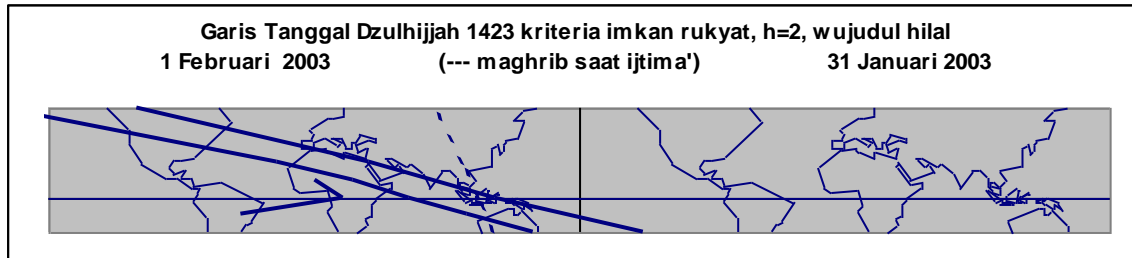 Garis Tanggal Dzulhijjah 1423 kriteria imkan rukyat, h=2, wujudul hilal
1 Februari 2003 (--- maghrib saat ijtima') 31 Januari 2003